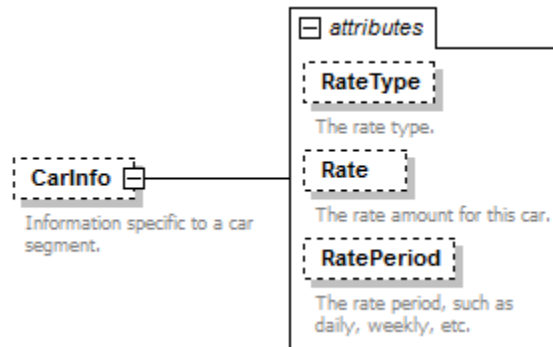 attributes
RateType
The rate type.
CarInfo
Information specific to a car
segment.
Rate
The rate amount for this car.
RatePeriod
The rate period, such as
daily, weekly, etc.